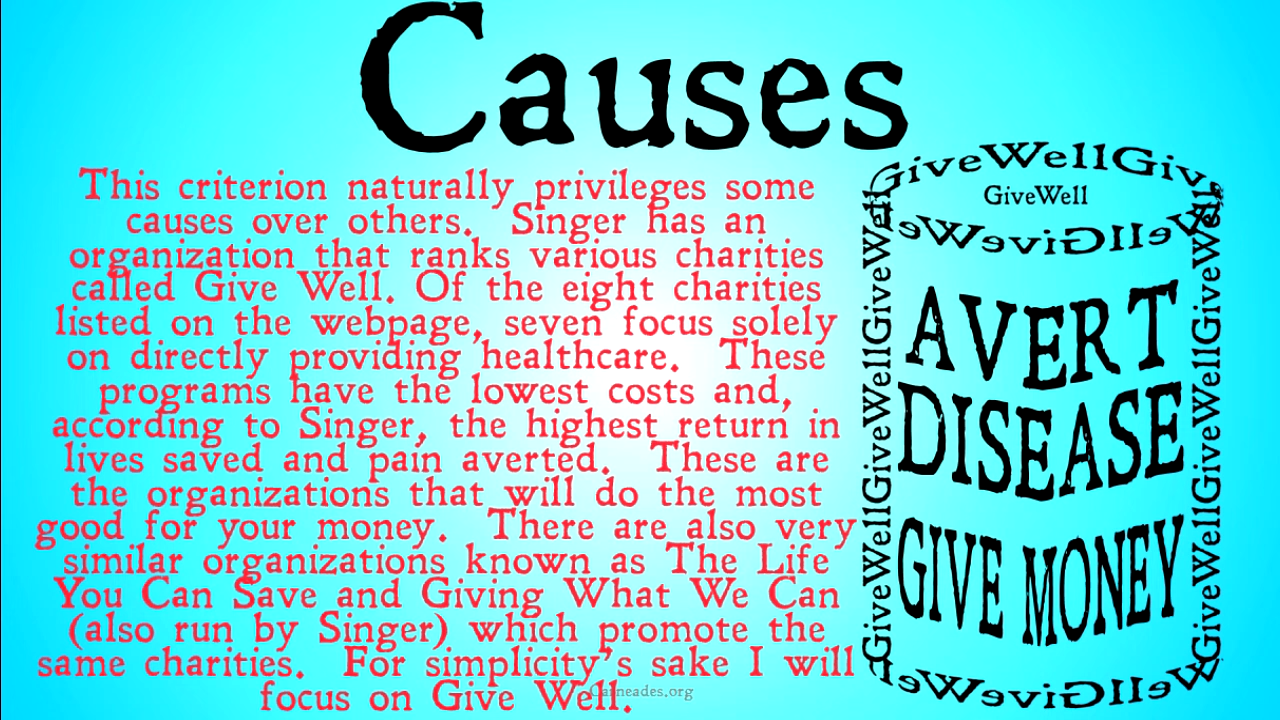 Causes
This criterion naturally privileges some
causes over others. Singer has an
organization that ranks various charities
called Give Well. Of the eight charities
listed on the webpage, seven focus solely
on directly providing healthcare. These
programs have the lowest costs and,
according to Singer, the highest return in
lives saved and pain averted. These are
the organizations that will do the most
good for your money. There are also very
similar organizations known as The Life
You Can Save and Giving What We Can
(also run by Singer) which promote the
same charities. For simplicity's sake I will
focus on Give Well.
Carneades.org
GiveWellGive
GiveWell
GiveWellGiveWe
AVERT
DISEASE
GIVE MONEY
GiveWellGiveWellGiveWellGiveWell
GiveWellGiveWellGiveWellGiveWell
GiveWellGiveWe